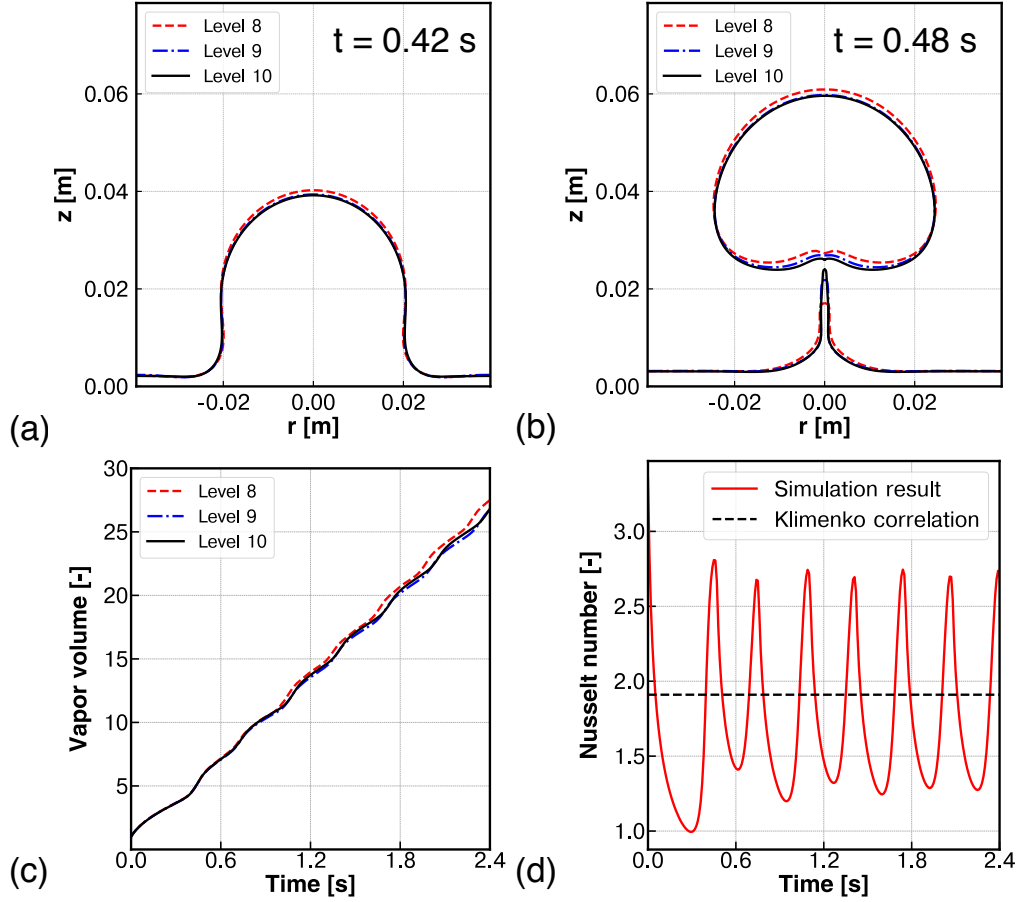 Level 8
Level 9
Level 10
t = 0.42 s
z [m]
0.06
0.04
0.02
0.00
-0.02
0.00
0.02
r [m]
(a)
Level 8
Level 9
Level 10
t = 0.48 s
z [m]
0.06
0.04
0.02
0.00
-0.02
0.00
0.02
r [m]
(b)
Level 8
Level 9
Level 10
Vapor volume [-]
30
25
20
15
10
5
0.0
0.6
1.2
1.8
2.4
Time [s]
(c)
Simulation result
Klimenko correlation
Nusselt number [-]
3.0
2.5
2.0
1.5
1.0
0.0
0.6
1.2
1.8
2.4
Time [s]
(d)